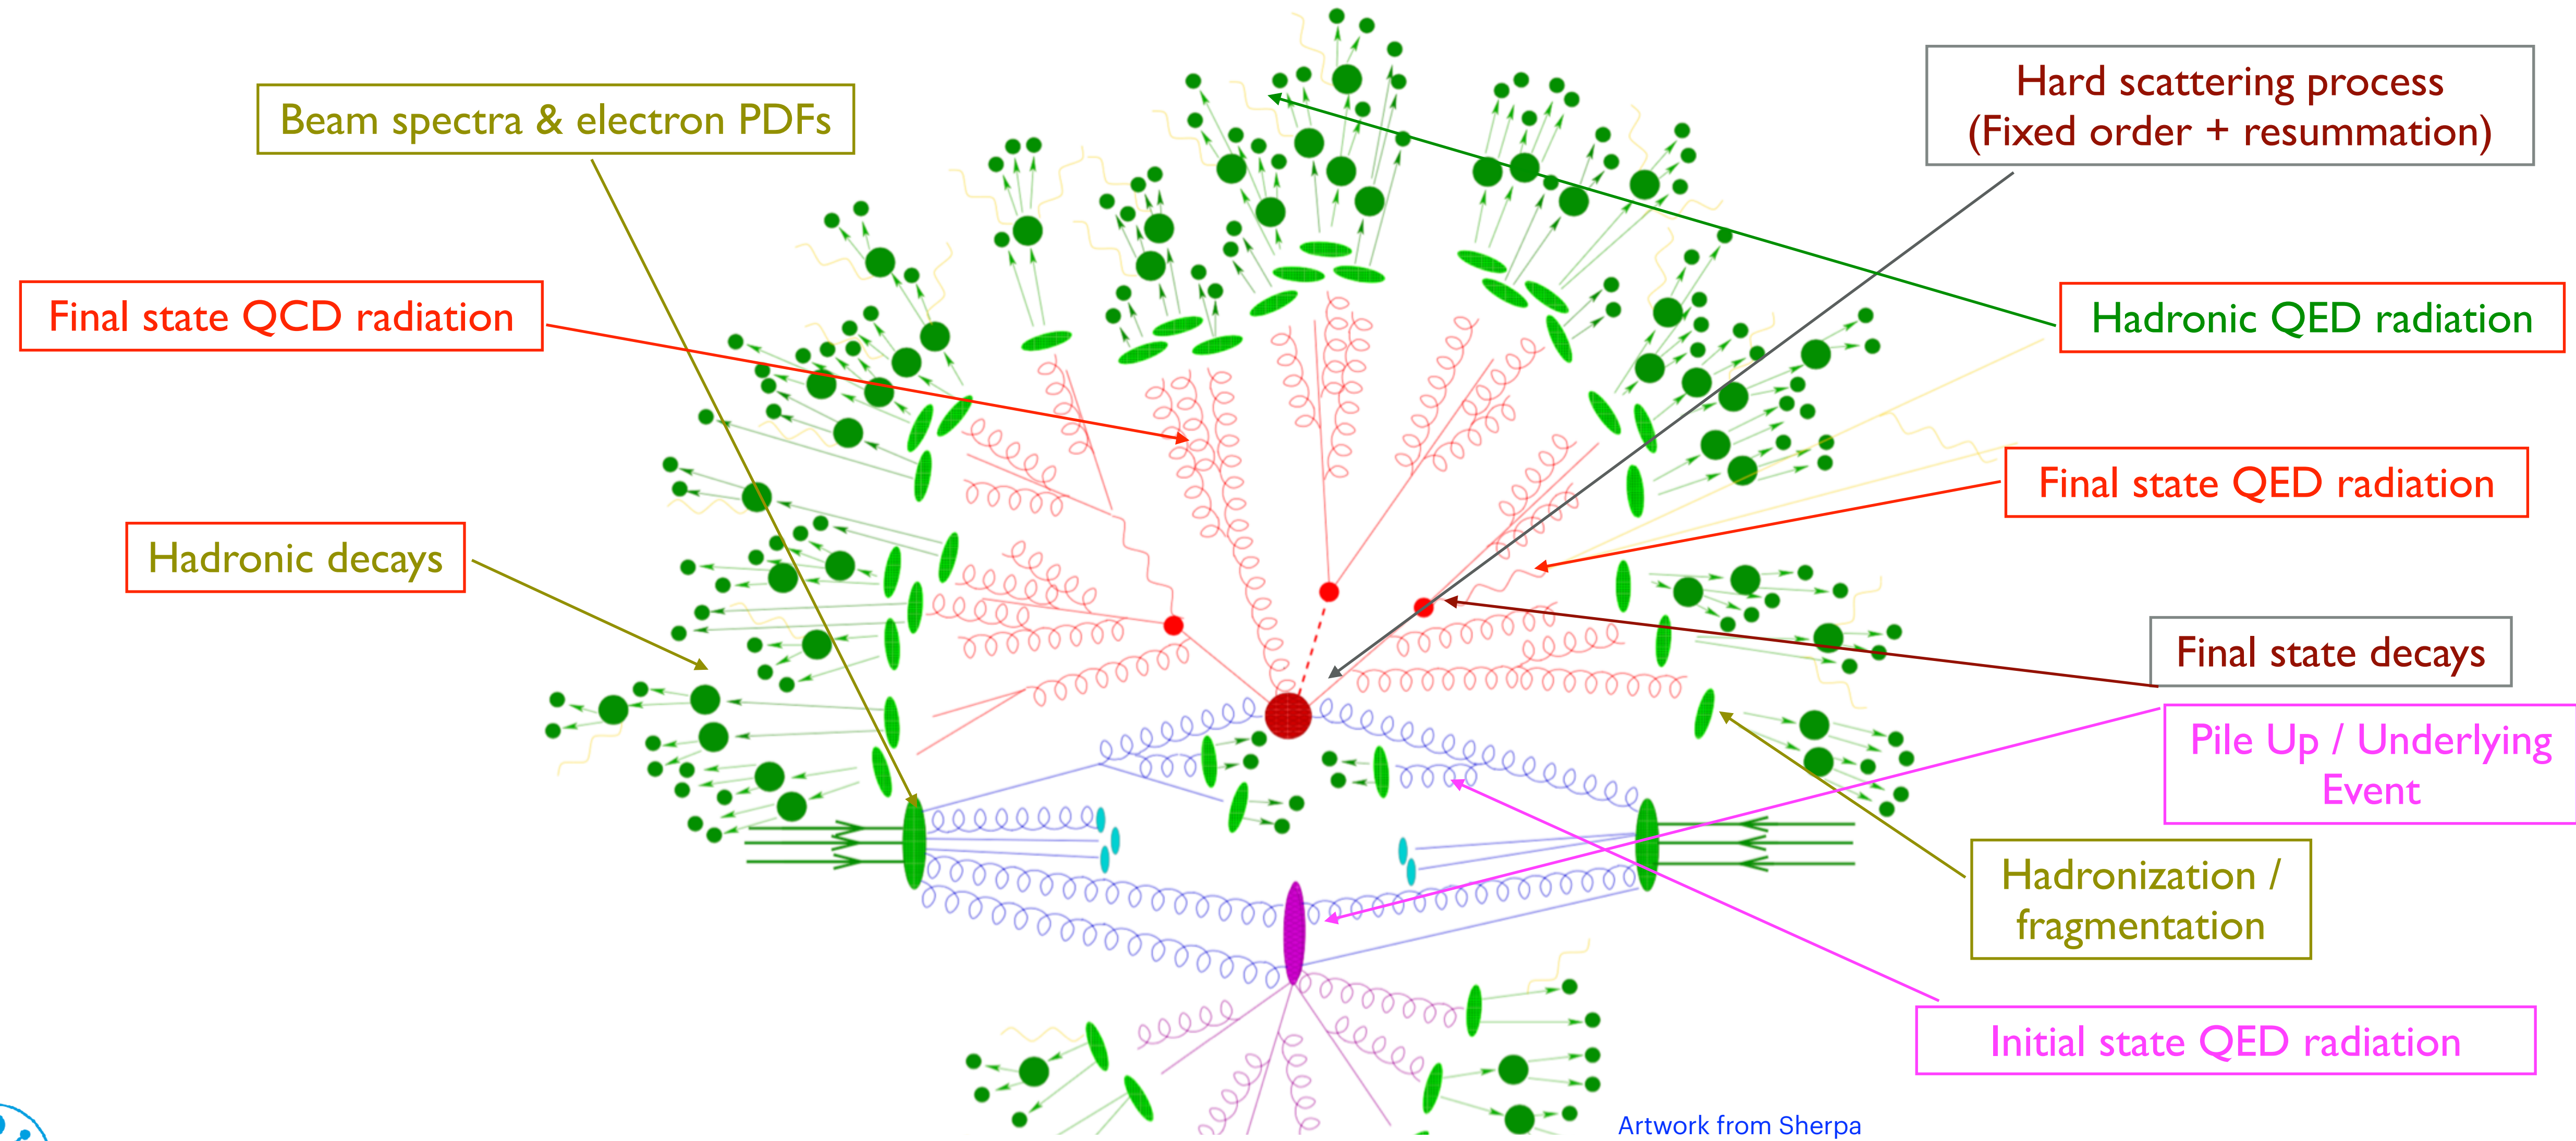 Beam spectra & electron PDFs
Hard scattering process
(Fixed order + resummation)
Final state QCD radiation
Hadronic QED radiation
Final state QED radiation
Hadronic decays
Final state decays
Pile Up / Underlying
Event
Hadronization /
fragmentation
Initial state QED radiation
Artwork from Sherpa